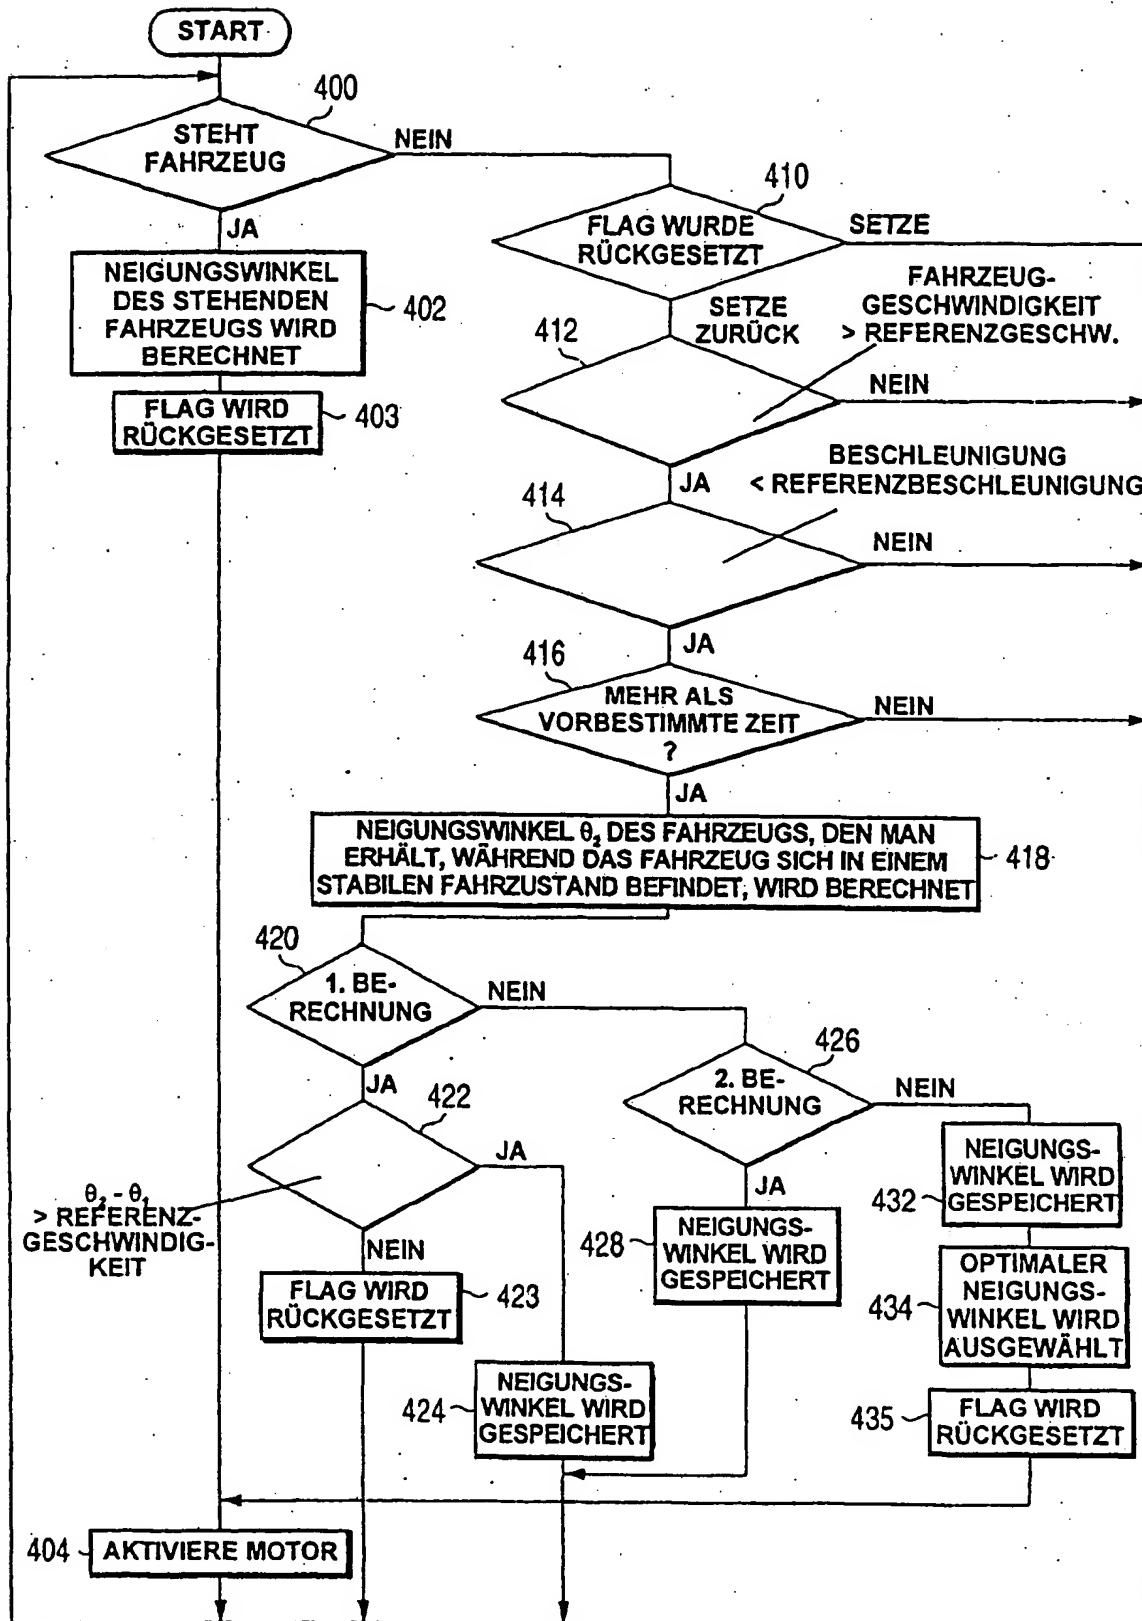 START
400
STEHT
FAHRZEUG
NEIN
JA
410
FLAG WURDE
RÜCKGESETZT
SETZE
NEIGUNGSWINKEL
DES STEHENDEN
FAHRZEUGS WIRD
BERECHNET
402
SETZE
ZURÜCK
FAHRZEUG-
GESCHWINDIGKEIT
> REFERENZGESCHW.
412
NEIN
FLAG WIRD
RÜCKGESETZT
403
JA
BESCHLEUNIGUNG
< REFERENZBESCHLEUNIGUNG
414
NEIN
JA
416
MEHR ALS
VORBESTIMMTE ZEIT
?
NEIN
JA
NEIGUNGSWINKEL θ₂ DES FAHRZEUGS, DEN MAN
ERHÄLT, WÄHREND DAS FAHRZEUG SICH IN EINEM
STABILEN FAHRZUSTAND BEFINDET, WIRD BERECHNET
418
420
1. BE-
RECHNUNG
NEIN
JA
426
2. BE-
RECHNUNG
NEIN
JA
422
JA
θ₂ - θ₁
> REFERENZ-
GESCHWINDIG-
KEIT
NEIN
NEIGUNGS-
WINKEL WIRD
GESPEICHERT
432
428
NEIGUNGS-
WINKEL WIRD
GESPEICHERT
FLAG WIRD
RÜCKGESETZT
423
OPTIMALER
NEIGUNGS-
WINKEL WIRD
AUSGEWÄHLT
434
424
NEIGUNGS-
WINKEL WIRD
GESPEICHERT
435
FLAG WIRD
RÜCKGESETZT
404
AKTIVIERE MOTOR